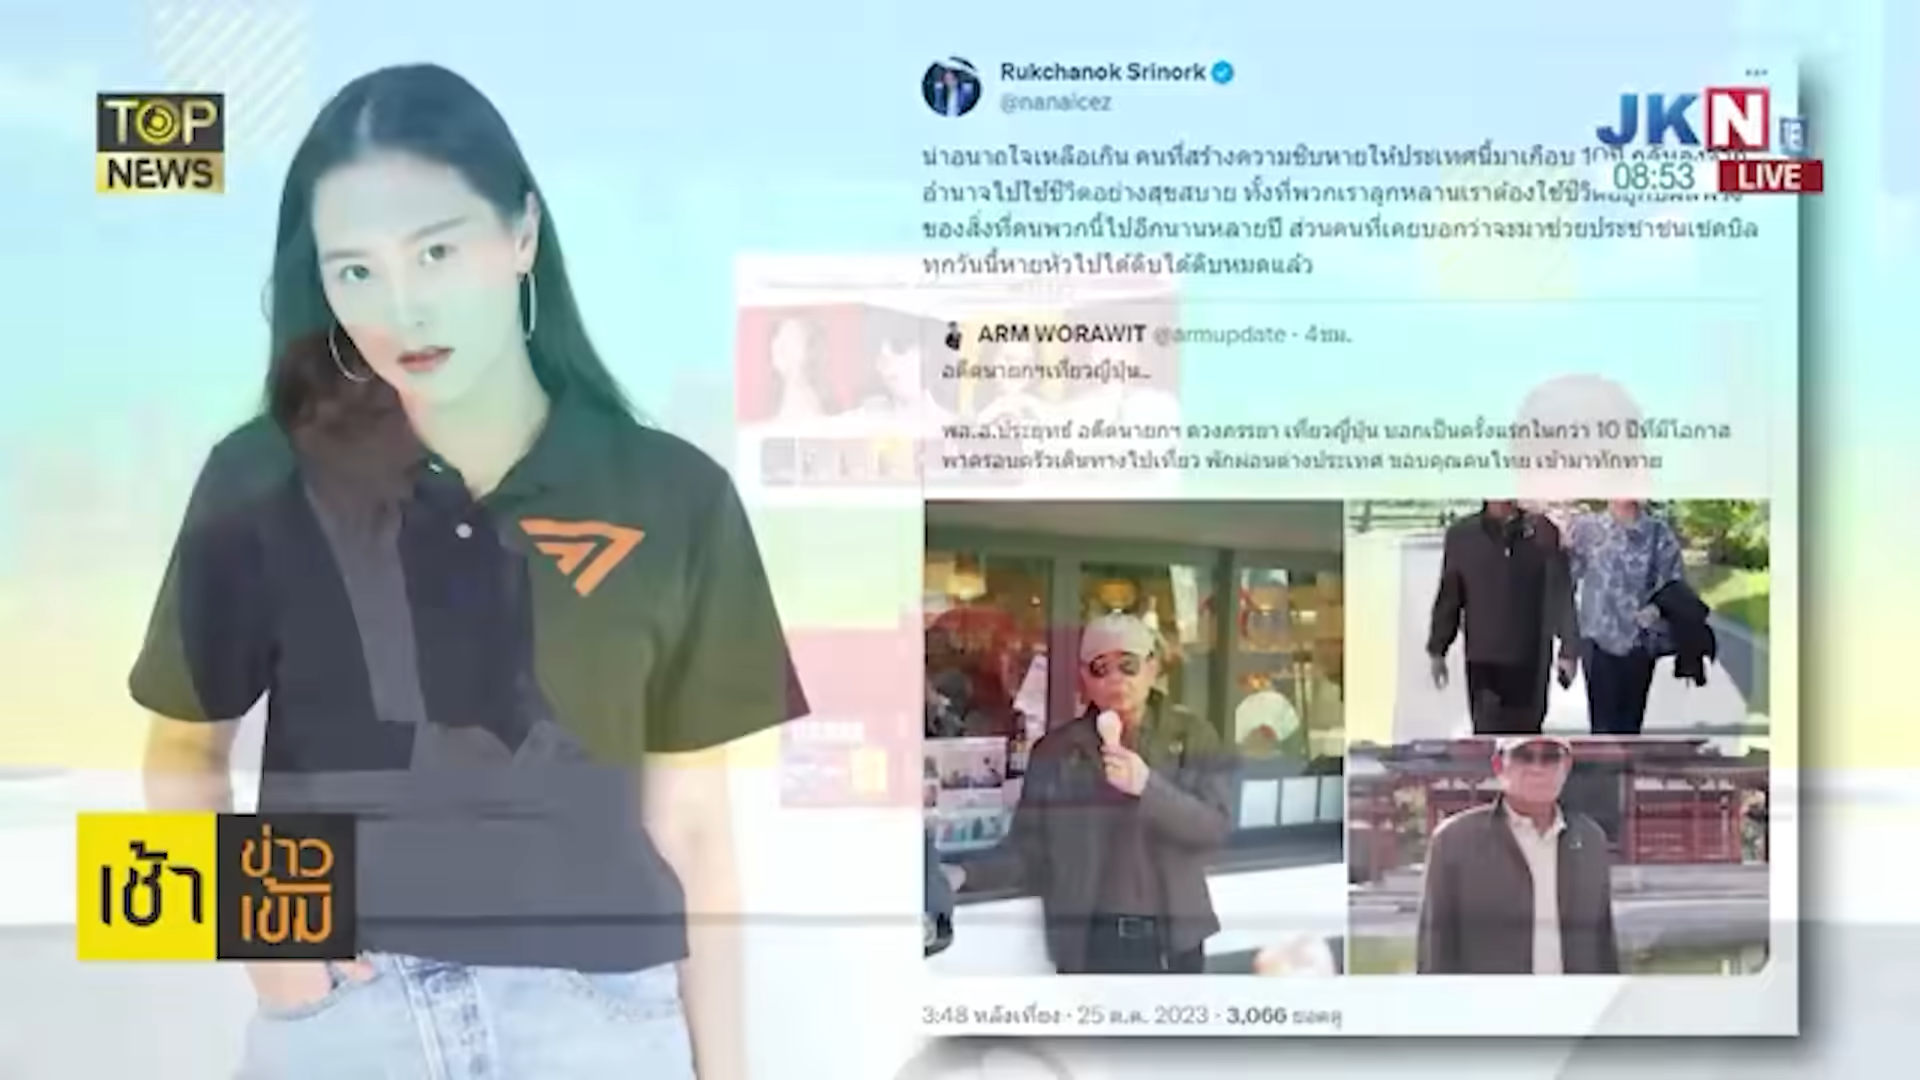 TOP
NEWS
JKN
18
08:53
LIVE
Rukchanok Srinork
@nanaicez
น่าอนาถใจเหลือเกิน คนที่สร้างความชิบหายให้ประเทศนี้มาเกือบ 10ปี
อำนาจไปใช้ชีวิตอย่างสุขสบาย ทั้งที่พวกเราลูกหลานเราต้องใช้ชีวิต
ของสิ่งที่คนพวกนี้ไปอีกนานหลายปี ส่วนคนที่เคยบอกว่าจะมาช่วยประชาชนเช็คบิล
ทุกวันนี้หายหัวไปได้ดิบได้ดีหมดแล้ว
ARM WORAWIT @armupdate · 4ชม.
อดีตนายกฯเที่ยวญี่ปุ่น...
พล.อ.ประยุทธ์ อดีตนายกฯ ควงภรรยา เที่ยวญี่ปุ่น บอกเป็นครั้งแรกในกว่า 10 ปีที่มีโอกาส
พาครอบครัวเดินทางไปเที่ยว พักผ่อนต่างประเทศ ขอบคุณคนไทย เข้ามาทักทาย
เช้า
ข่าว
เข้ม
3:48 หลังเที่ยง · 25 ต.ค. 2023 · 3,066 ยอดดู